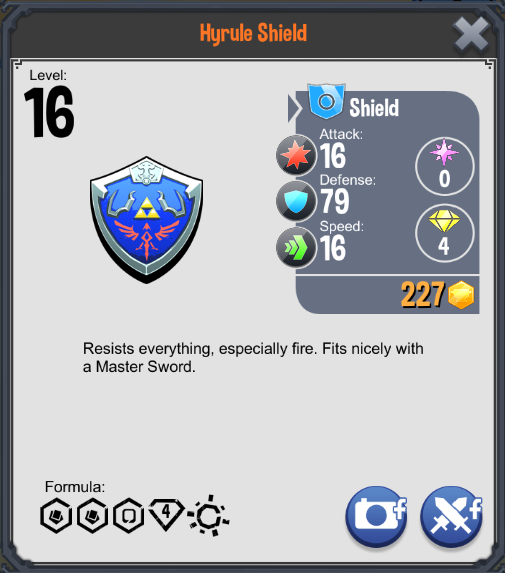 Hyrule Shield
Level:
16
Shield
Attack:
16
0
Defense:
79
Speed:
16
4
227
Resists everything, especially fire. Fits nicely with
a Master Sword.
Formula:
4
f
f